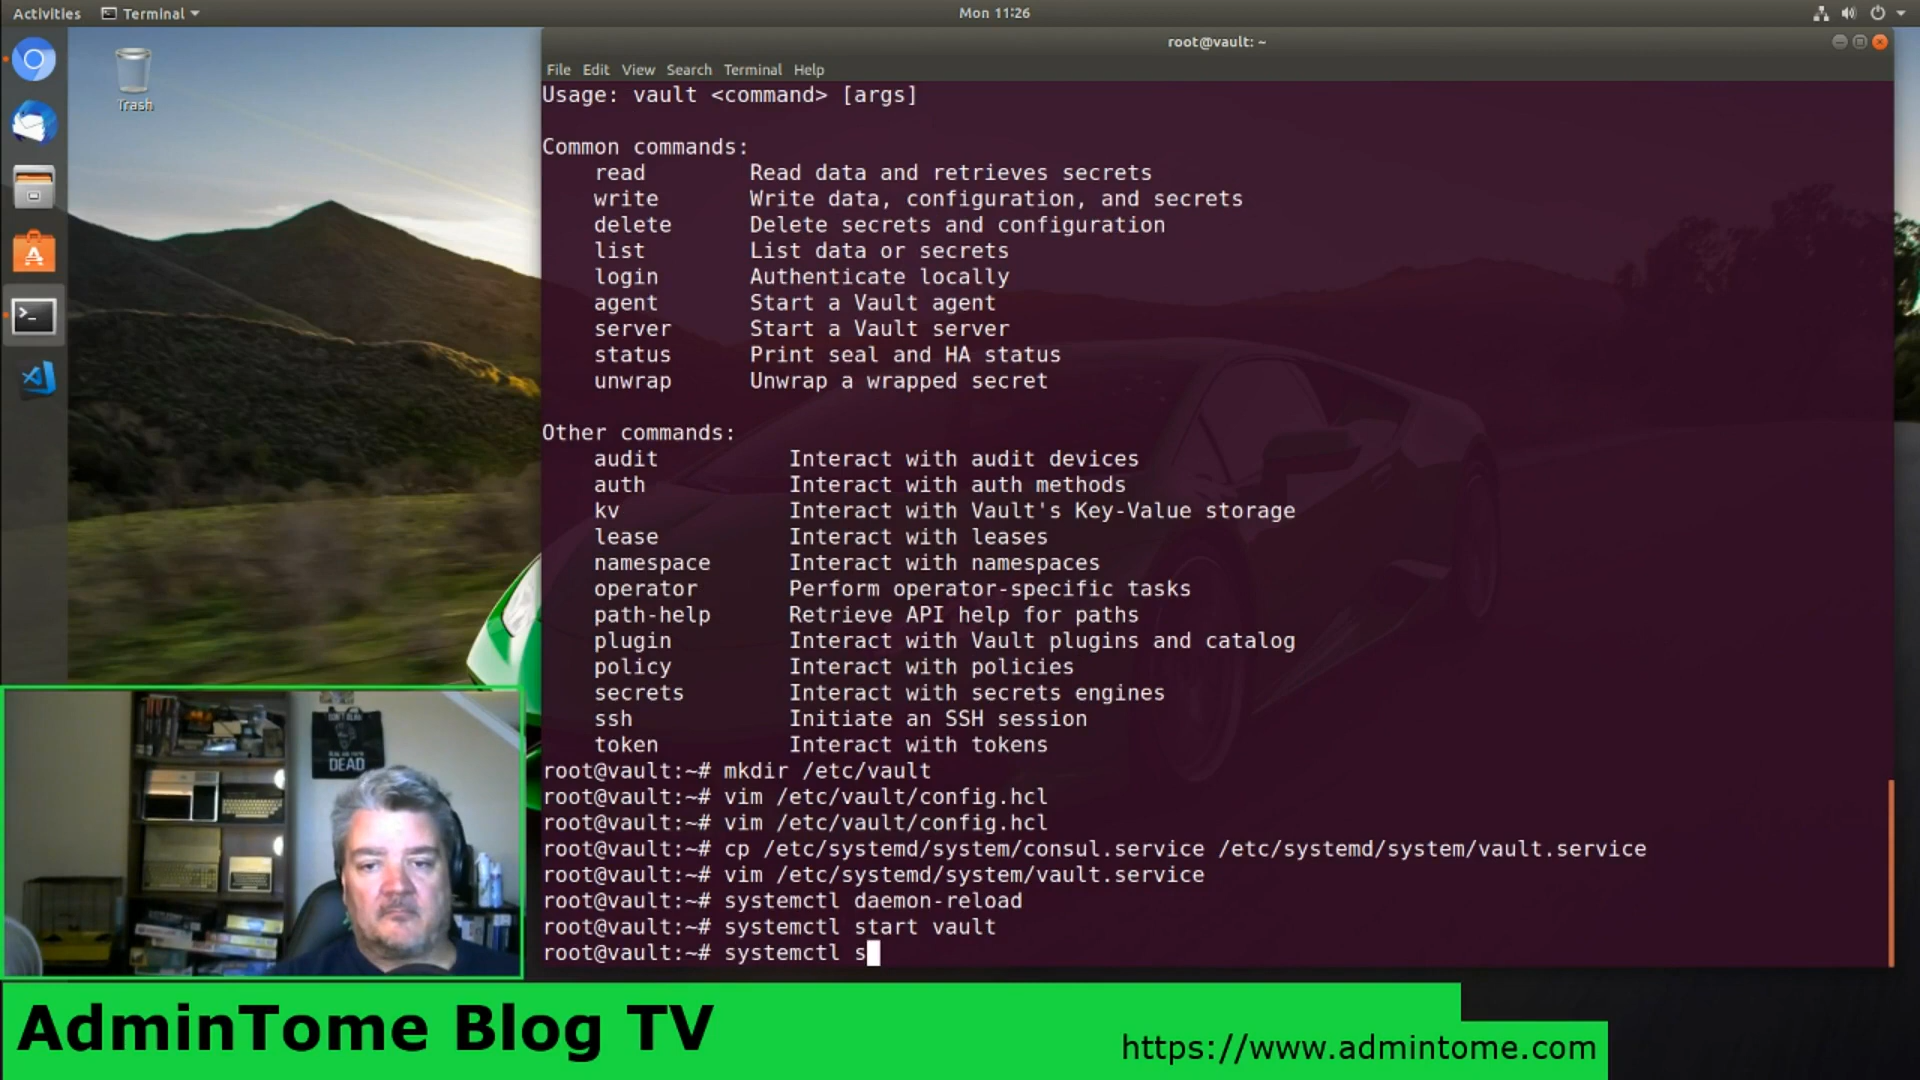 Activities
Terminal
Mon 11:26
root@vault: ~
Trash
File Edit View Search Terminal Help
Usage: vault <command> [args]
Common commands:
read Read data and retrieves secrets
write Write data, configuration, and secrets
delete Delete secrets and configuration
list List data or secrets
login Authenticate locally
agent Start a Vault agent
server Start a Vault server
status Print seal and HA status
unwrap Unwrap a wrapped secret
Other commands:
audit Interact with audit devices
auth Interact with auth methods
kv Interact with Vault's Key-Value storage
lease Interact with leases
namespace Interact with namespaces
operator Perform operator-specific tasks
path-help Retrieve API help for paths
plugin Interact with Vault plugins and catalog
policy Interact with policies
secrets Interact with secrets engines
ssh Initiate an SSH session
token Interact with tokens
root@vault:~# mkdir /etc/vault
root@vault:~# vim /etc/vault/config.hcl
root@vault:~# vim /etc/vault/config.hcl
root@vault:~# cp /etc/systemd/system/consul.service /etc/systemd/system/vault.service
root@vault:~# vim /etc/systemd/system/vault.service
root@vault:~# systemctl daemon-reload
root@vault:~# systemctl start vault
root@vault:~# systemctl s
DEAD
AdminTome Blog TV
https://www.admintome.com